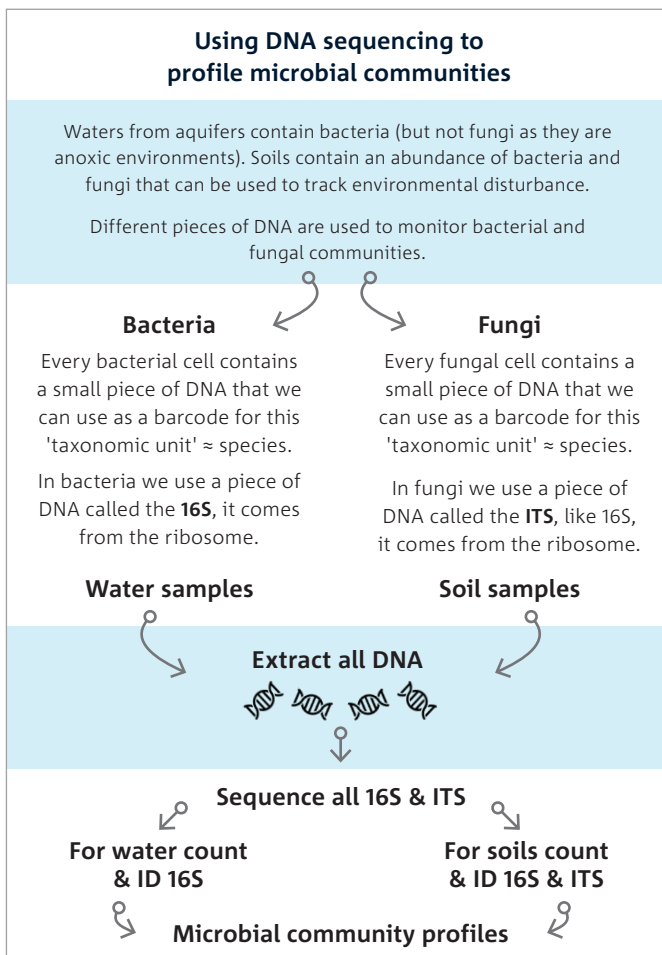 Using DNA sequencing to
profile microbial communities
Waters from aquifers contain bacteria (but not fungi as they are
anoxic environments). Soils contain an abundance of bacteria and
fungi that can be used to track environmental disturbance.
Different pieces of DNA are used to monitor bacterial and
fungal communities.
Bacteria
Every bacterial cell contains
a small piece of DNA that we
can use as a barcode for this
'taxonomic unit' ≈ species.
In bacteria we use a piece of
DNA called the 16S, it comes
from the ribosome.
Water samples
Fungi
Every fungal cell contains a
small piece of DNA that we
can use as a barcode for this
'taxonomic unit' ≈ species.
In fungi we use a piece of
DNA called the ITS, like 16S,
it comes from the ribosome.
Soil samples
Extract all DNA
Sequence all 16S & ITS
For water count
& ID 16S
For soils count
& ID 16S & ITS
Microbial community profiles